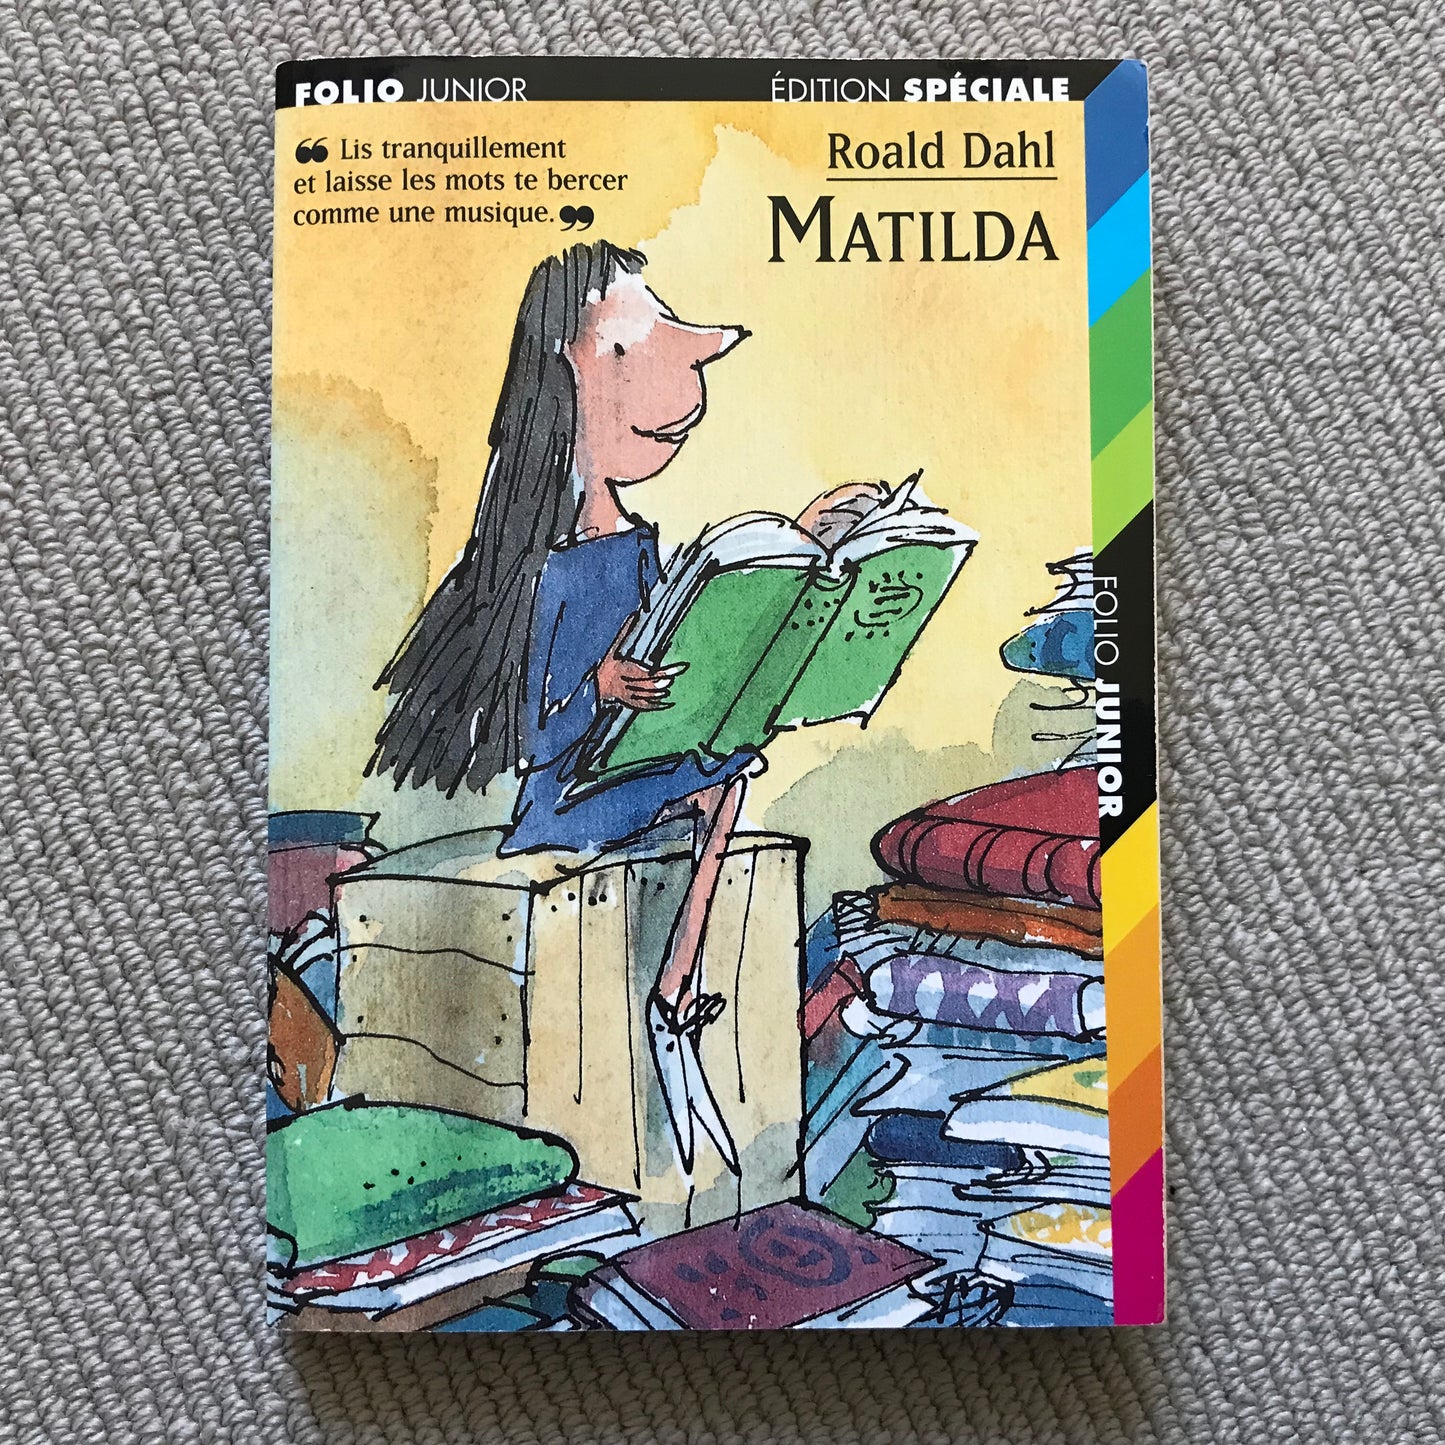 FOLIO JUNIOR
ÉDITION SPÉCIALE
“ Lis tranquillement
et laisse les mots te bercer
comme une musique. ”
Roald Dahl
MATILDA
FOLIO JUNIOR